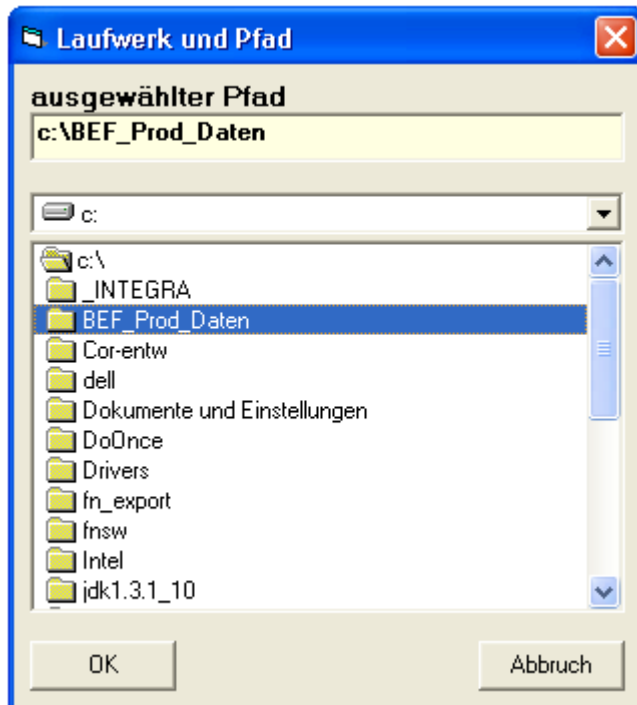 Laufwerk und Pfad
ausgewählter Pfad
c:\BEF_Prod_Daten
c:
c:\
_INTEGRA
BEF_Prod_Daten
Cor-entw
dell
Dokumente und Einstellungen
DoOnce
Drivers
fn_export
fnsw
Intel
jdk1.3.1_10
OK Abbruch